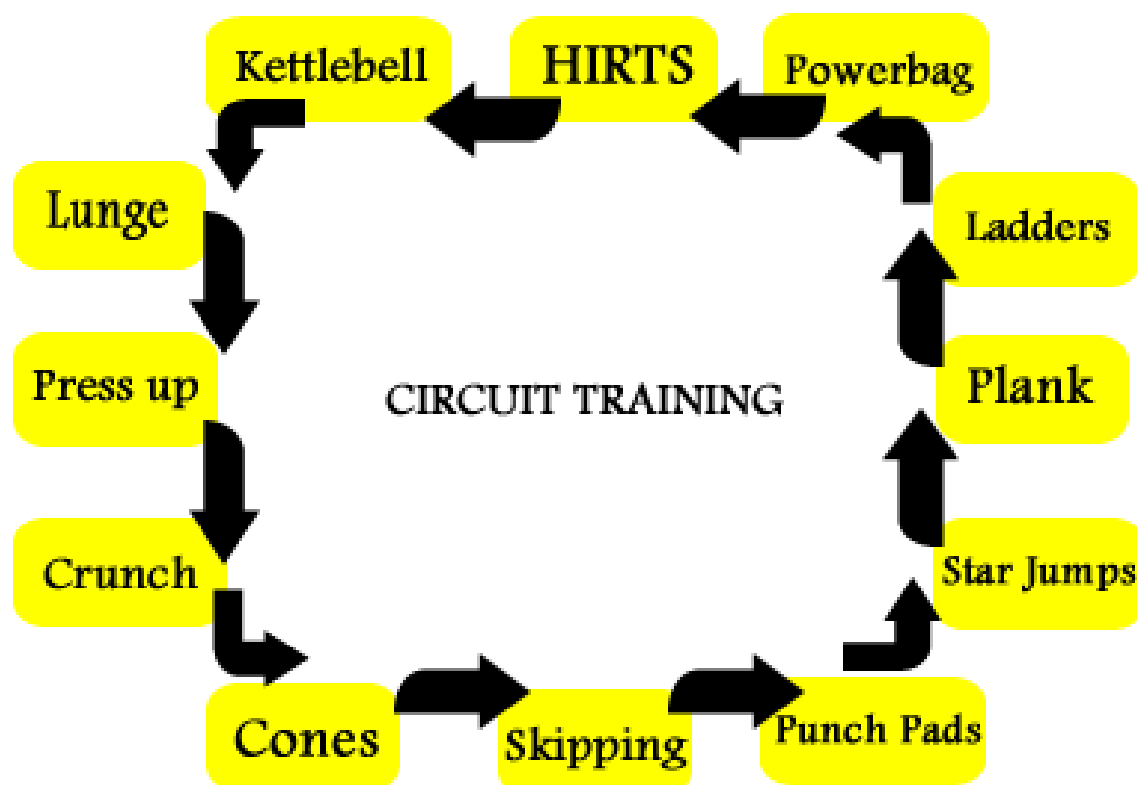 Kettlebell
HIRTS
Powerbag
Lunge
Ladders
Press up
CIRCUIT TRAINING
Plank
Crunch
Star Jumps
Cones
Skipping
Punch Pads